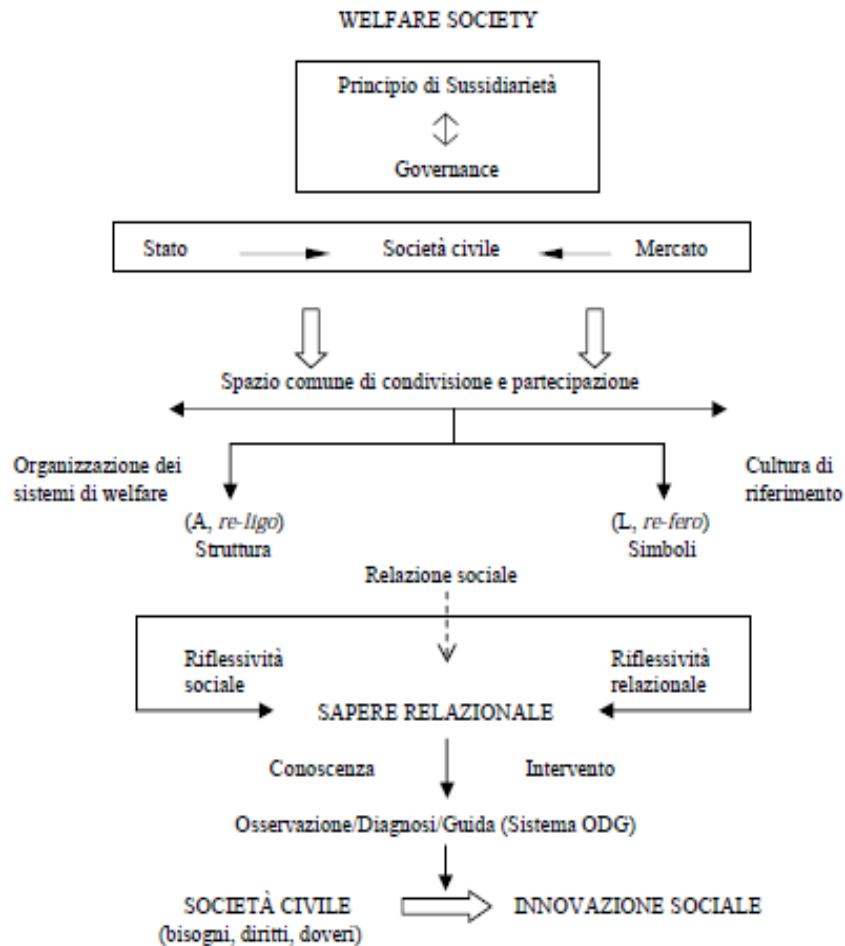 WELFARE SOCIETY
Principio di Sussidiarietà
Governance
Stato Società civile Mercato
Spazio comune di condivisione e partecipazione
Organizzazione dei
sistemi di welfare
Cultura di
riferimento
(A, re-ligo)
Struttura
(L, re-fero)
Simboli
Relazione sociale
Riflessività
sociale
Riflessività
relazionale
SAPERE RELAZIONALE
Conoscenza Intervento
Osservazione/Diagnosi/Guida (Sistema ODG)
SOCIETÀ CIVILE
(bisogni, diritti, doveri)
INNOVAZIONE SOCIALE